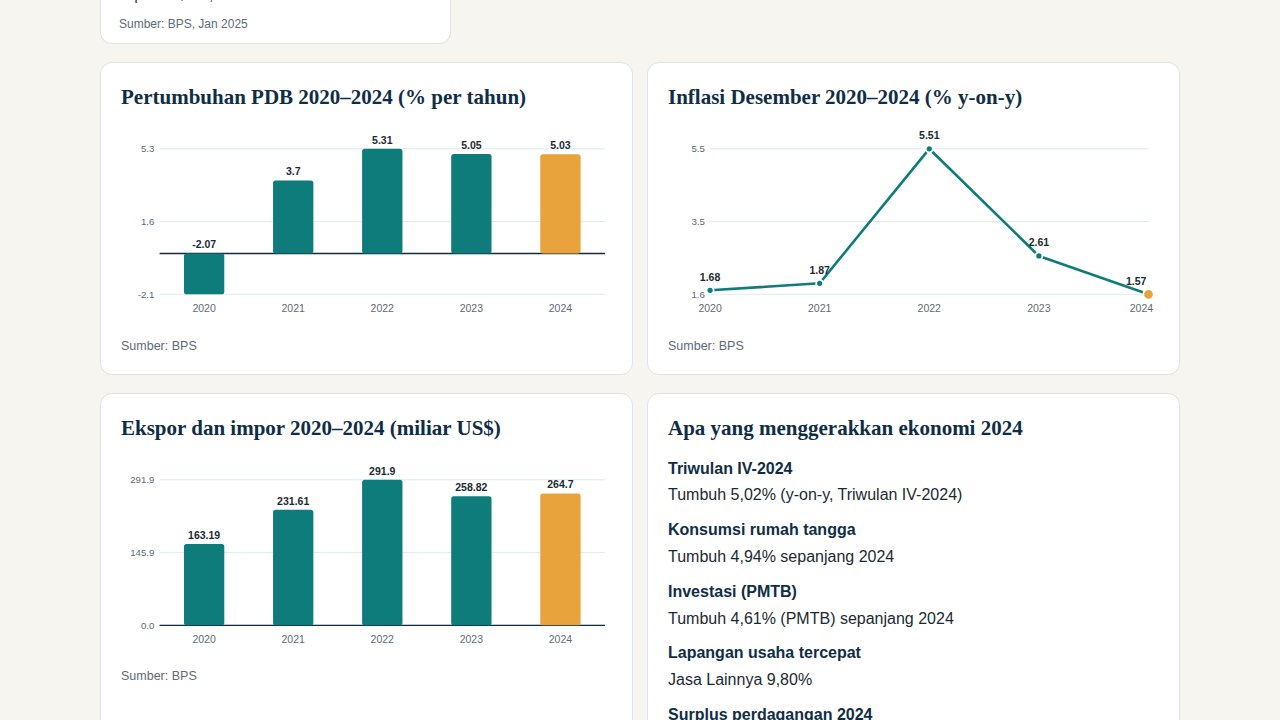 Sumber: BPS, Jan 2025
Pertumbuhan PDB 2020–2024 (% per tahun)
5.3
1.6
-2.1
-2.07
3.7
5.31
5.05
5.03
2020
2021
2022
2023
2024
Sumber: BPS
Inflasi Desember 2020–2024 (% y-on-y)
5.5
3.5
1.6
1.68
1.87
5.51
2.61
1.57
2020
2021
2022
2023
2024
Sumber: BPS
Ekspor dan impor 2020–2024 (miliar US$)
291.9
145.9
0.0
163.19
231.61
291.9
258.82
264.7
2020
2021
2022
2023
2024
Sumber: BPS
Apa yang menggerakkan ekonomi 2024
Triwulan IV-2024
Tumbuh 5,02% (y-on-y, Triwulan IV-2024)
Konsumsi rumah tangga
Tumbuh 4,94% sepanjang 2024
Investasi (PMTB)
Tumbuh 4,61% (PMTB) sepanjang 2024
Lapangan usaha tercepat
Jasa Lainnya 9,80%
Surplus perdagangan 2024